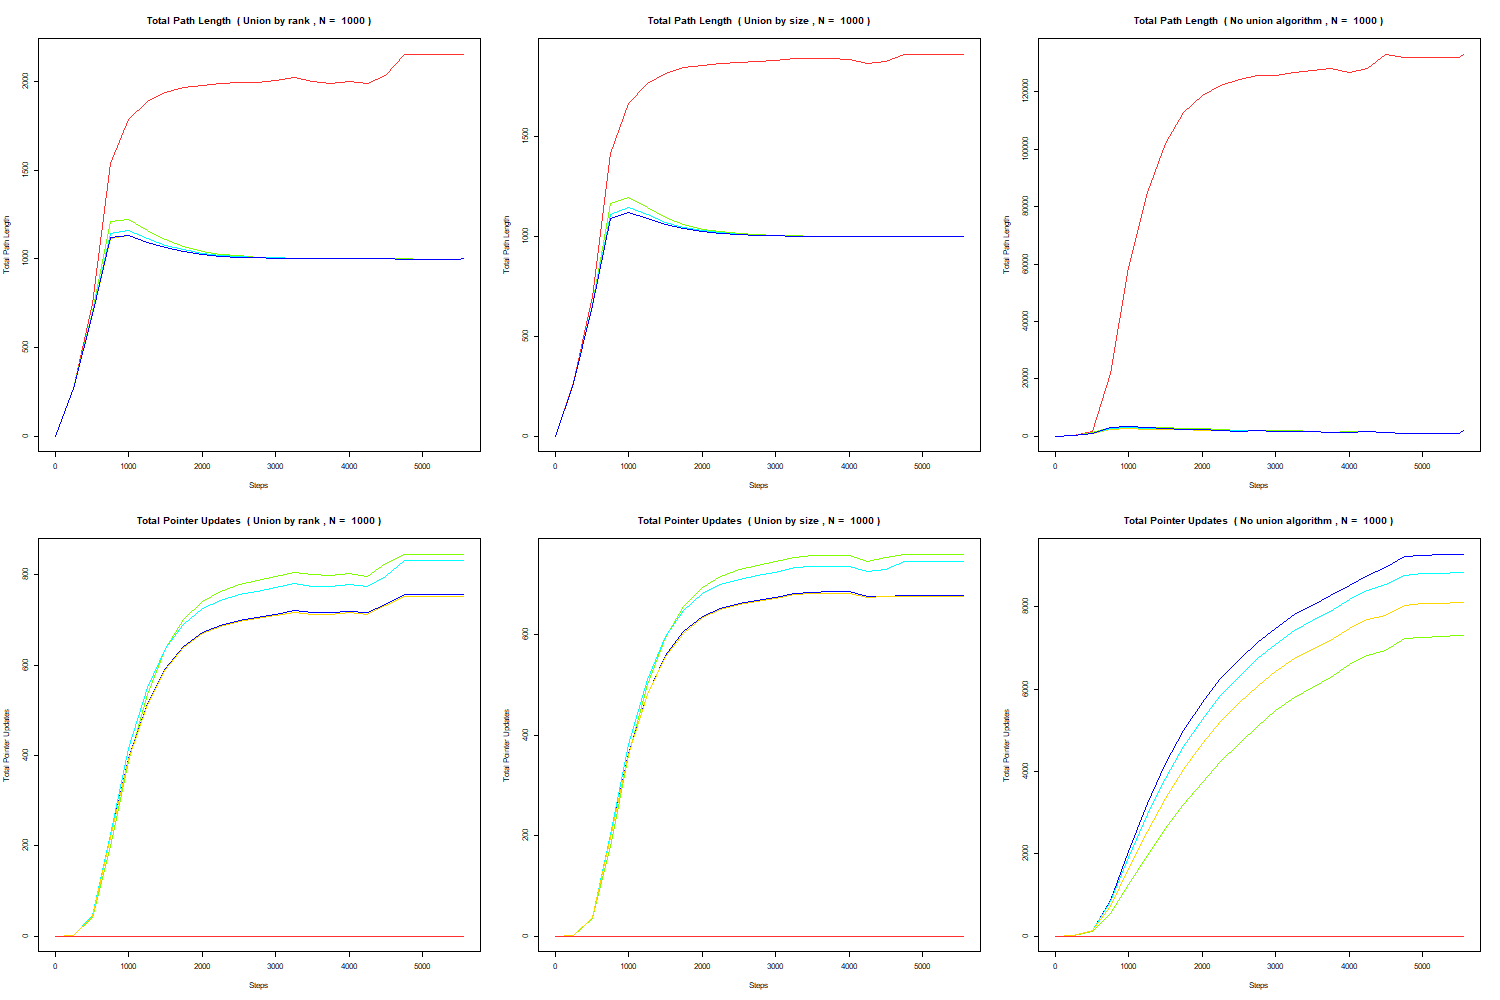 Total Path Length ( Union by rank , N = 1000 )
Total Path Length
2000
1500
1000
500
0
0 1000 2000 3000 4000 5000
Steps
Total Path Length ( Union by size , N = 1000 )
Total Path Length
1500
1000
500
0
0 1000 2000 3000 4000 5000
Steps
Total Path Length ( No union algorithm , N = 1000 )
Total Path Length
120000
100000
80000
60000
40000
20000
0
0 1000 2000 3000 4000 5000
Steps
Total Pointer Updates ( Union by rank , N = 1000 )
Total Pointer Updates
800
600
400
200
0
0 1000 2000 3000 4000 5000
Steps
Total Pointer Updates ( Union by size , N = 1000 )
Total Pointer Updates
600
400
200
0
0 1000 2000 3000 4000 5000
Steps
Total Pointer Updates ( No union algorithm , N = 1000 )
Total Pointer Updates
8000
6000
4000
2000
0
0 1000 2000 3000 4000 5000
Steps